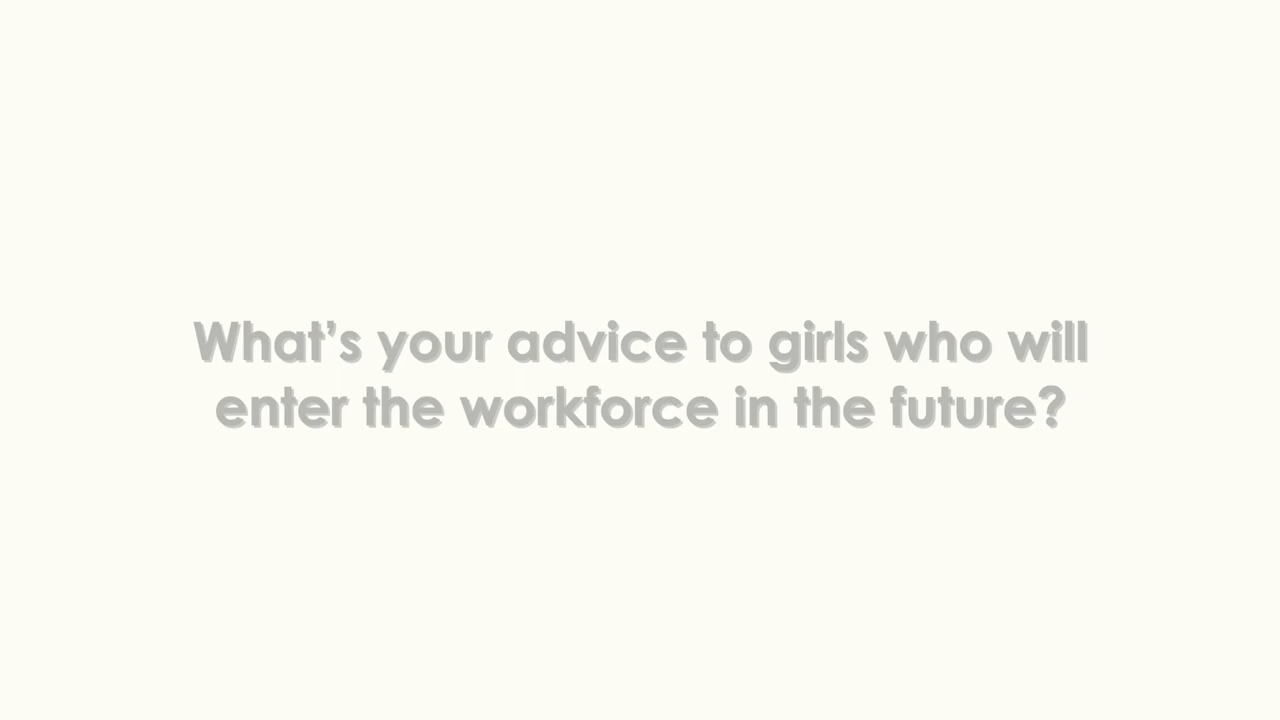 What’s your advice to girls who will
enter the workforce in the future?